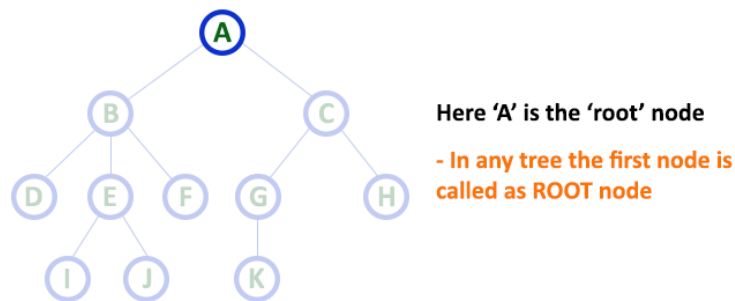 A
B C
Here ‘A’ is the ‘root’ node
- In any tree the first node is
called as ROOT node
D E F G H
I J K